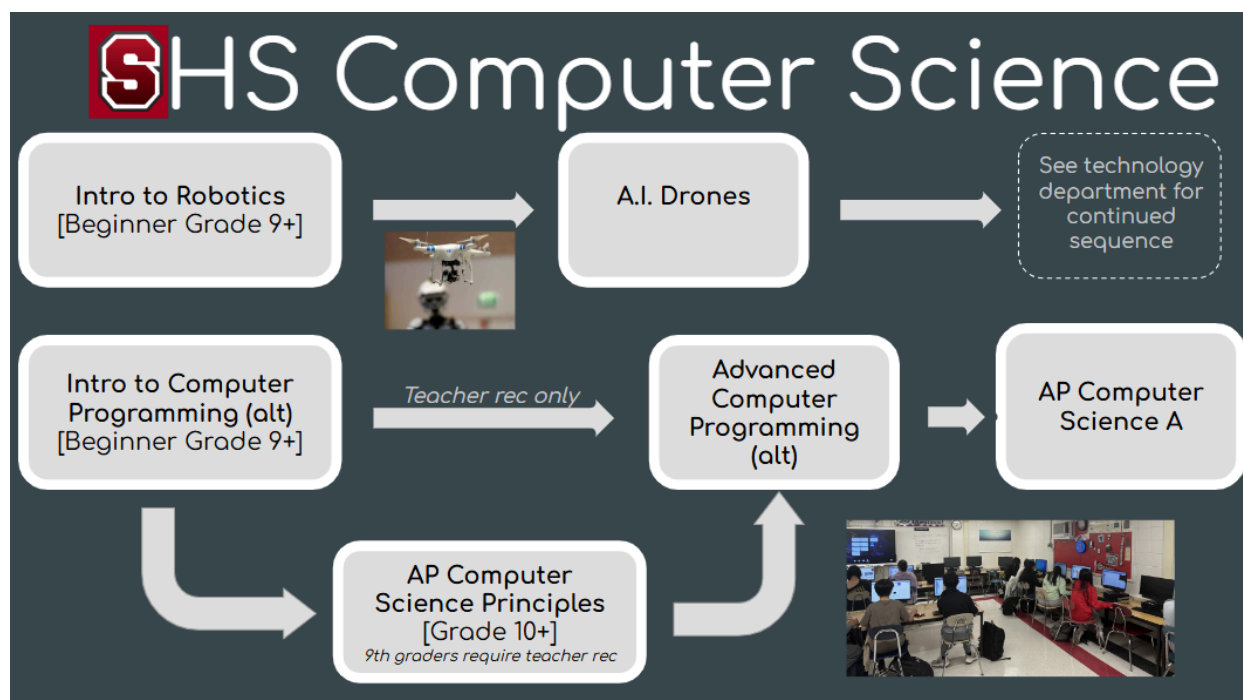 SHS Computer Science
Intro to Robotics
[Beginner Grade 9+]
A.I. Drones
See technology
department for
continued
sequence
Intro to Computer
Programming (alt)
[Beginner Grade 9+]
Teacher rec only
Advanced
Computer
Programming
(alt)
AP Computer
Science A
AP Computer
Science Principles
[Grade 10+]
9th graders require teacher rec